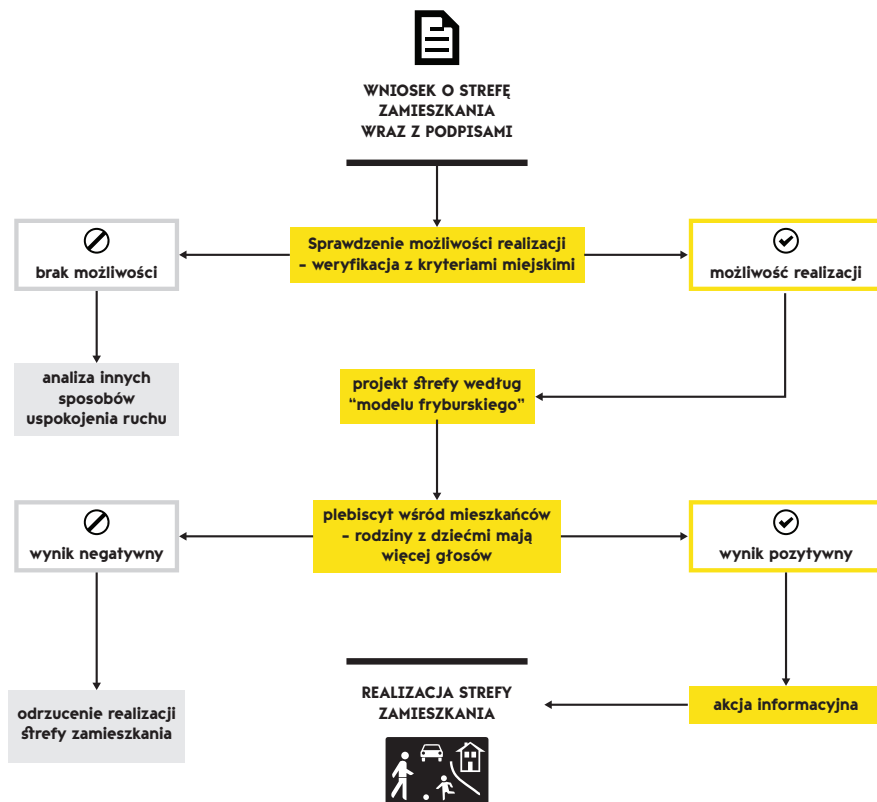 WNIOSEK O STREFĘ
ZAMIESZKANIA
WRAZ Z PODPISAMI
brak możliwości
Sprawdzenie możliwości realizacji
- weryfikacja z kryteriami miejskimi
możliwość realizacji
analiza innych
sposobów
uspokojenia ruchu
projekt strefy według
"modelu fryburskiego"
wynik negatywny
plebiscyt wśród mieszkańców
- rodziny z dziećmi mają
więcej głosów
wynik pozytywny
odrzucenie realizacji
strefy zamieszkania
REALIZACJA STREFY
ZAMIESZKANIA
akcja informacyjna